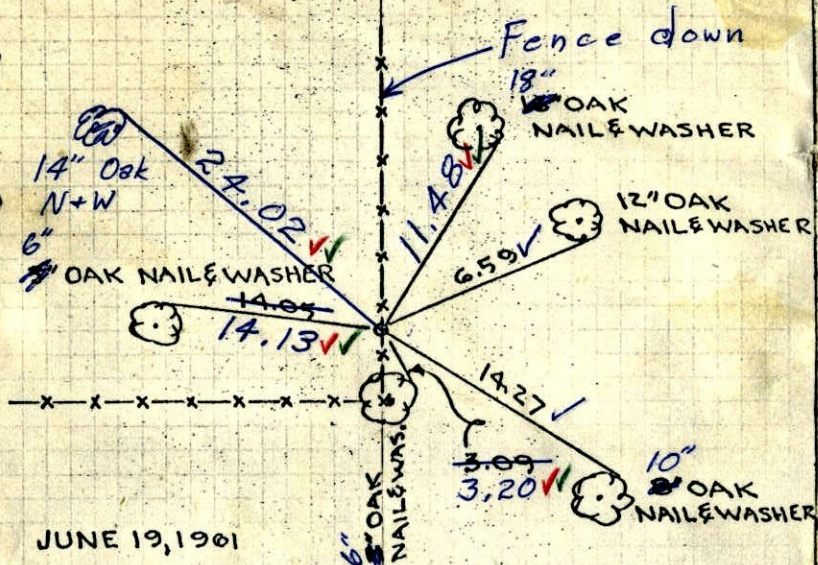 Fence down
18" OAK
NAIL & WASHER
14" Oak
N+W
24.02
11.48
12" OAK
NAIL & WASHER
6.59
6" OAK NAIL & WASHER
14.05
14.13
14.27
3.09
3.20
10" OAK
NAIL & WASHER
6" OAK
NAIL & WAS.
JUNE 19, 1961